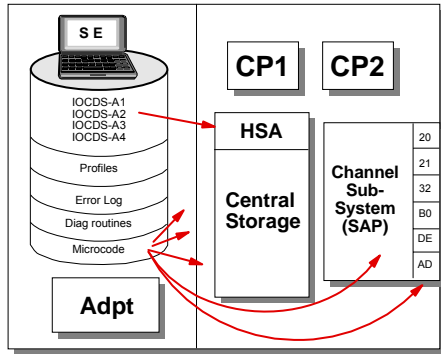 S E
IOCDS-A1
IOCDS-A2
IOCDS-A3
IOCDS-A4
Profiles
Error Log
Diag routines
Microcode
Adpt
CP1
CP2
HSA
Central
Storage
Channel
Sub-
System
(SAP)
20
21
32
B0
DE
AD